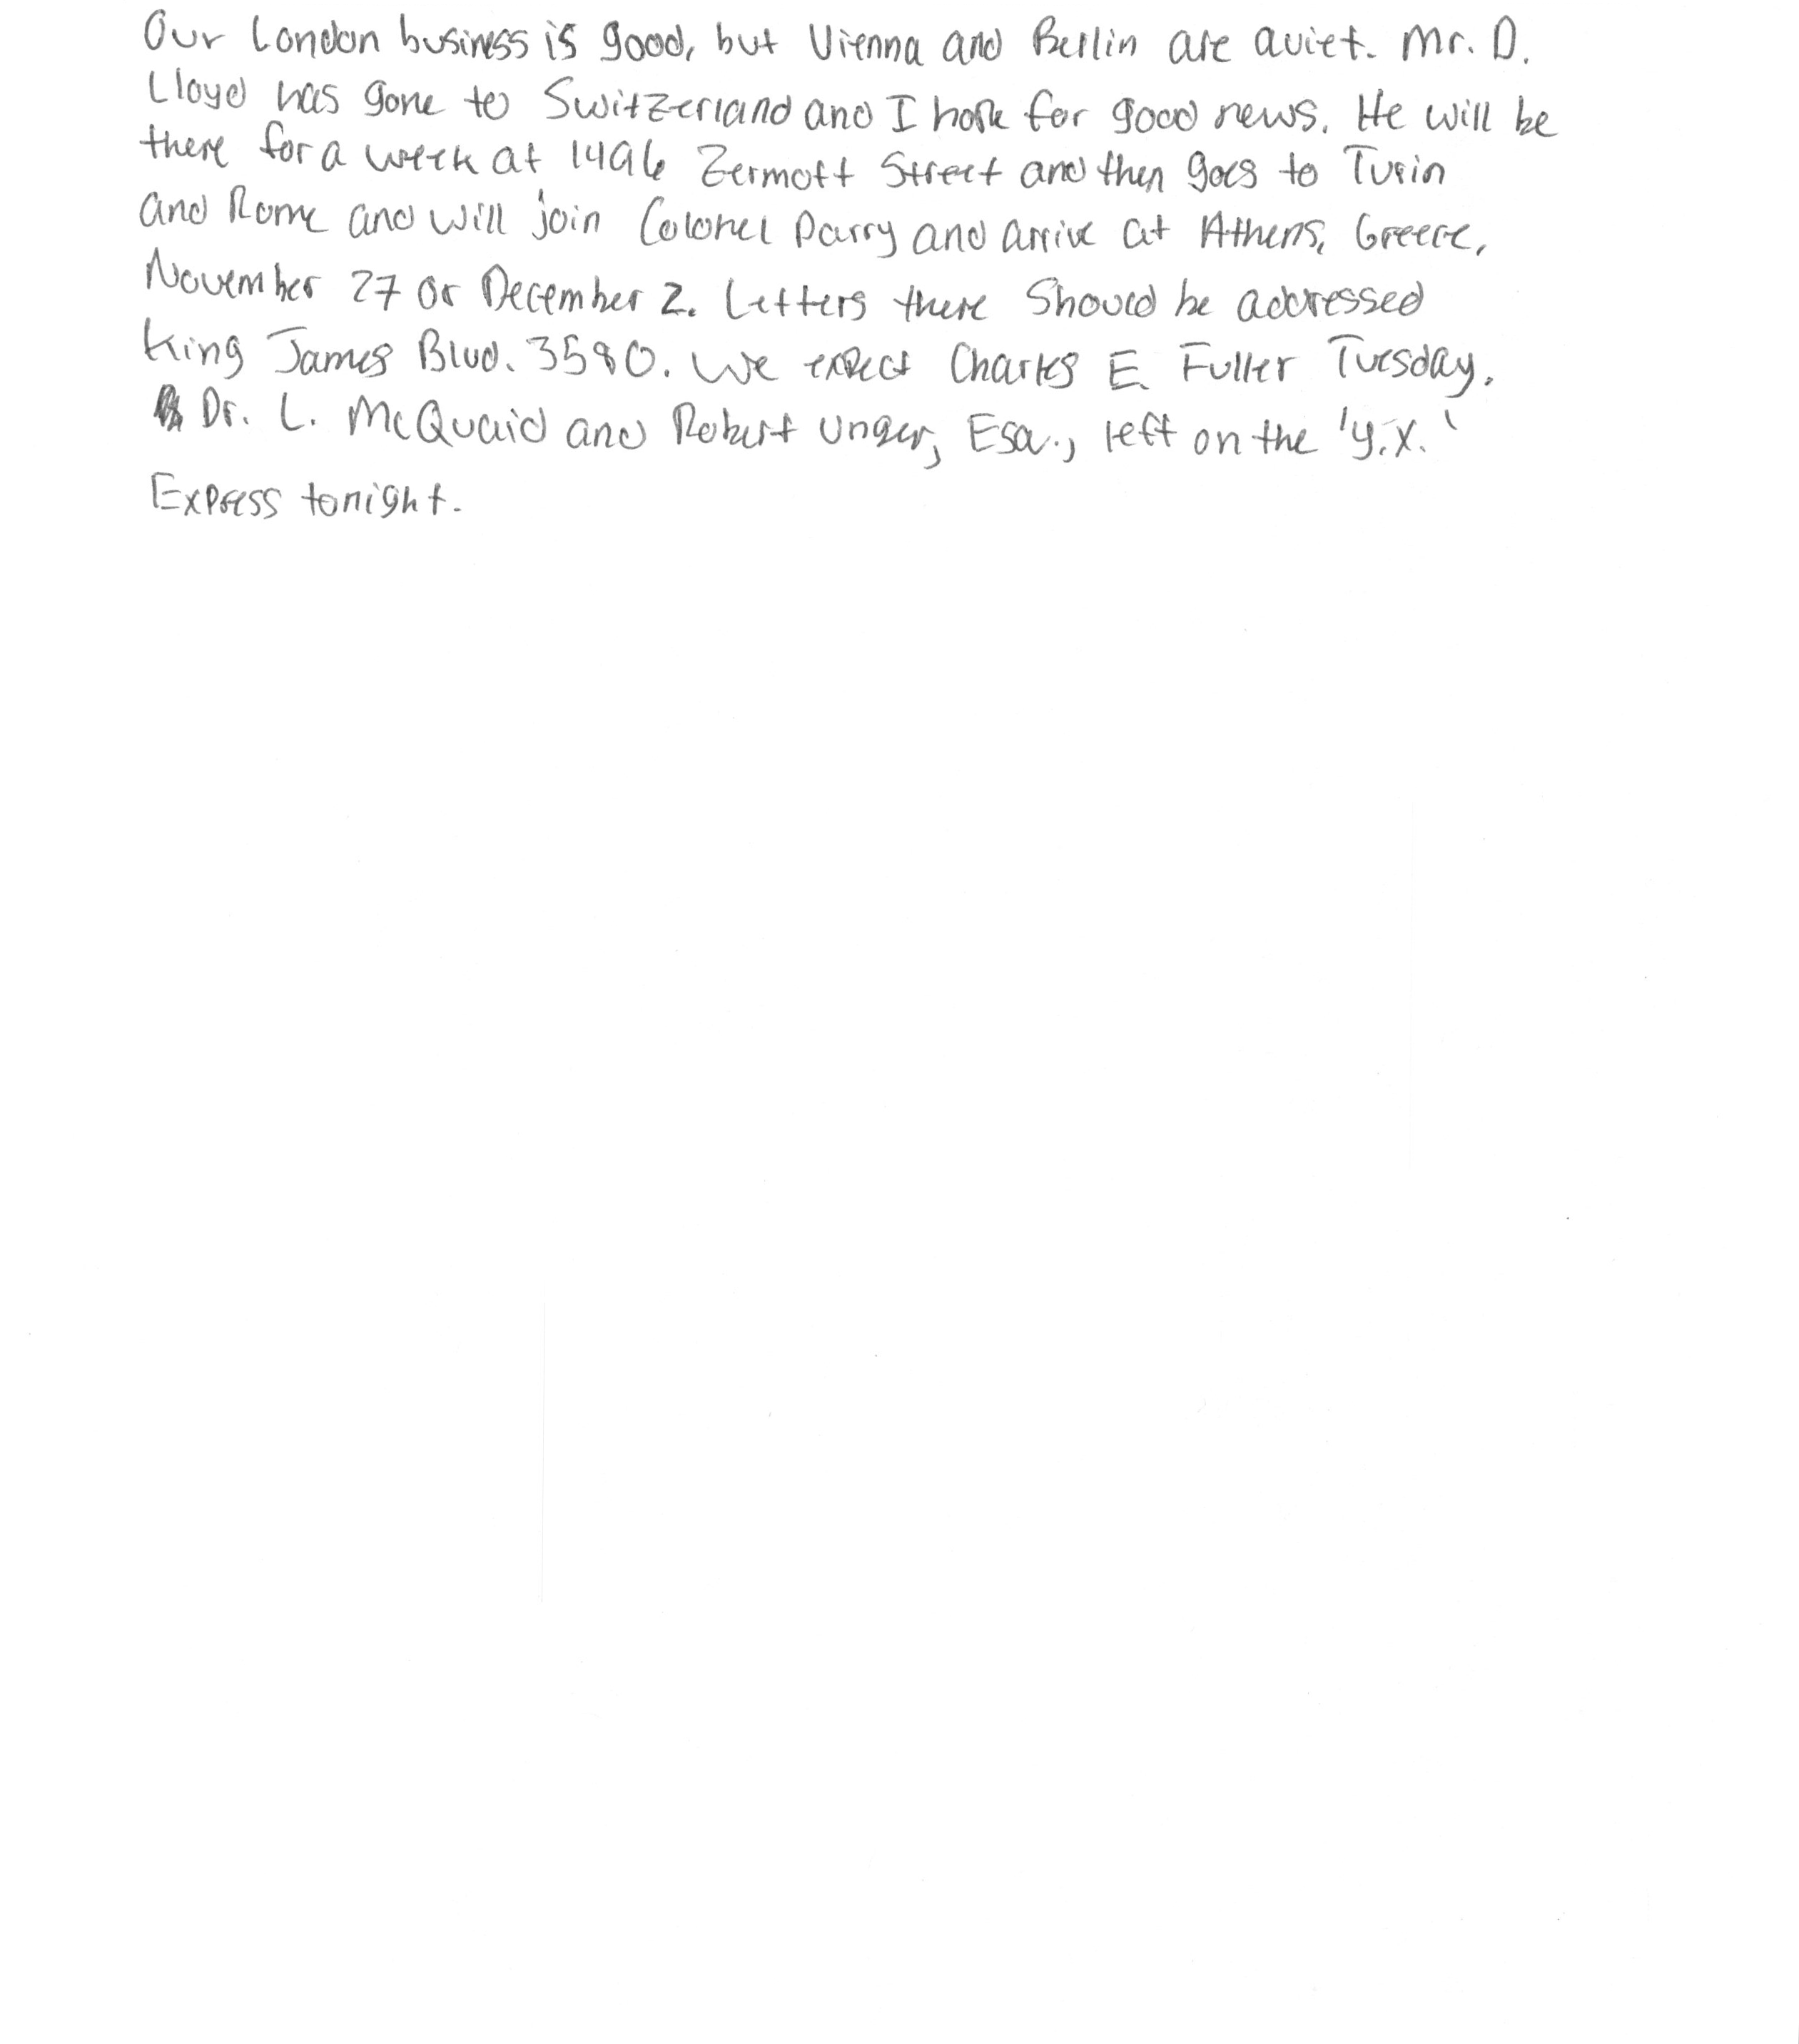 Our London business is good, but Vienna and Berlin are quiet. Mr. D.
Lloyd has gone to Switzerland and I hope for good news. He will be
there for a week at 1496 Zermott Street and then goes to Turin
and Rome and will join Colonel Parry and arrive at Athens, Greece,
November 27 or December 2. Letters there should be addressed
King James Blvd. 3580. We expect Charles E. Fuller Tuesday.
Dr. L. McQuaid and Robert Unger, Esq., left on the 'Y.X.'
Express tonight.